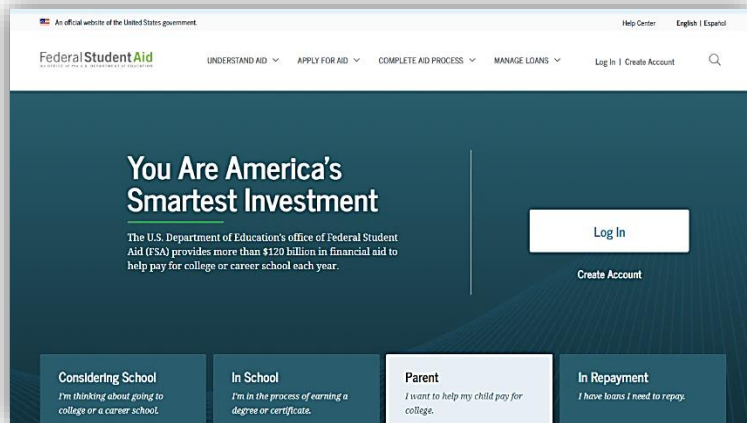 An official website of the United States government.
Help Center
English | Español
Federal Student Aid
UNDERSTAND AID
APPLY FOR AID
COMPLETE AID PROCESS
MANAGE LOANS
Log In | Create Account
You Are America's
Smartest Investment
The U.S. Department of Education's office of Federal Student
Aid (FSA) provides more than $120 billion in financial aid to
help pay for college or career school each year.
Log In
Create Account
Considering School
I'm thinking about going to
college or a career school.
In School
I'm in the process of earning a
degree or certificate.
Parent
I want to help my child pay for
college.
In Repayment
I have loans I need to repay.